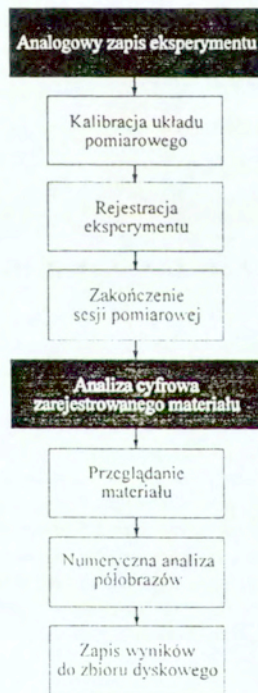 Analogowy zapis eksperymentu
Kalibracja układu
pomiarowego
Rejestracja
eksperymentu
Zakończenie
sesji pomiarowej
Analiza cyfrowa
zarejestrowanego materiału
Przeglądanie
materiału
Numeryczna analiza
półobrazów
Zapis wyników
do zbioru dyskowego